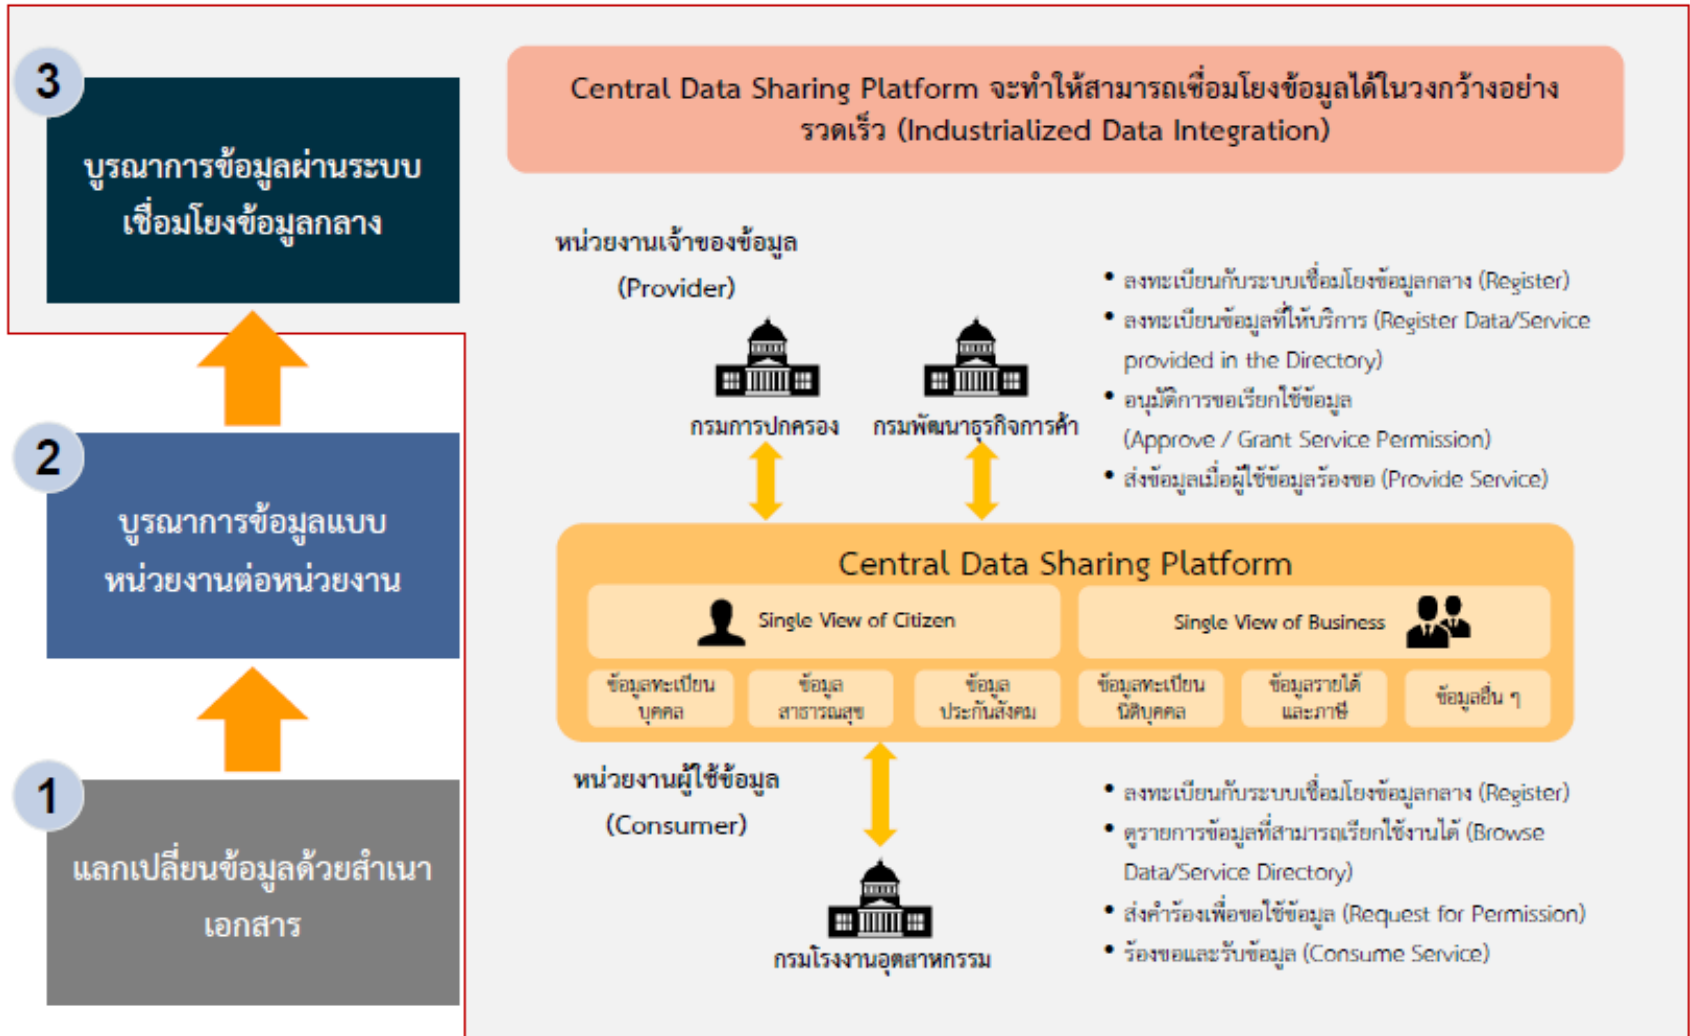 3
บูรณาการข้อมูลผ่านระบบ
เชื่อมโยงข้อมูลกลาง
2
บูรณาการข้อมูลแบบ
หน่วยงานต่อหน่วยงาน
1
แลกเปลี่ยนข้อมูลด้วยสำเนา
เอกสาร
Central Data Sharing Platform จะทำให้สามารถเชื่อมโยงข้อมูลได้ในวงกว้างอย่าง
รวดเร็ว (Industrialized Data Integration)
หน่วยงานเจ้าของข้อมูล
(Provider)
กรมการปกครอง
กรมพัฒนาธุรกิจการค้า
• ลงทะเบียนกับระบบเชื่อมโยงข้อมูลกลาง (Register)
• ลงทะเบียนข้อมูลที่ให้บริการ (Register Data/Service
provided in the Directory)
• อนุมัติการขอเรียกใช้ข้อมูล
(Approve / Grant Service Permission)
• ส่งข้อมูลเมื่อผู้ใช้ข้อมูลร้องขอ (Provide Service)
Central Data Sharing Platform
Single View of Citizen
Single View of Business
ข้อมูลทะเบียน
บุคคล
ข้อมูล
สาธารณสุข
ข้อมูล
ประกันสังคม
ข้อมูลทะเบียน
นิติบุคคล
ข้อมูลรายได้
และภาษี
ข้อมูลอื่น ๆ
หน่วยงานผู้ใช้ข้อมูล
(Consumer)
กรมโรงงานอุตสาหกรรม
• ลงทะเบียนกับระบบเชื่อมโยงข้อมูลกลาง (Register)
• ดูรายการข้อมูลที่สามารถเรียกใช้งานได้ (Browse
Data/Service Directory)
• ส่งคำร้องเพื่อขอใช้ข้อมูล (Request for Permission)
• ร้องขอและรับข้อมูล (Consume Service)